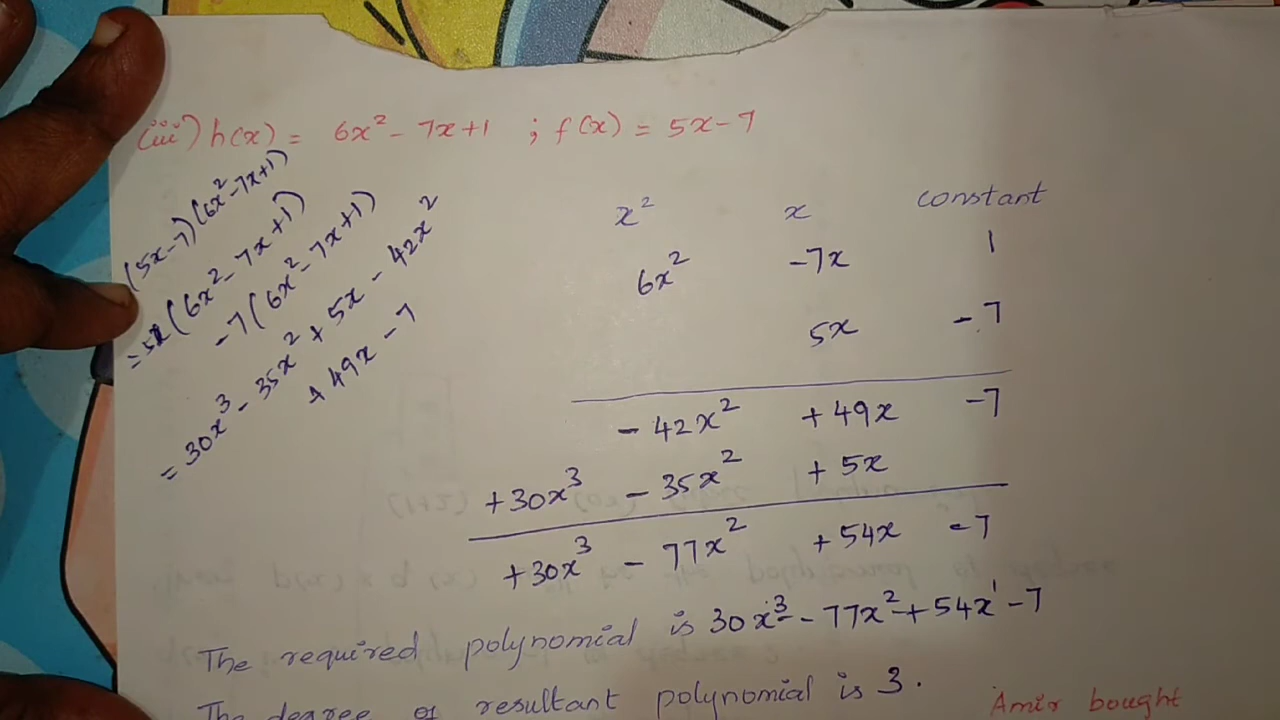 (iii) h(x) = 6x² - 7x+1 ; f(x) = 5x-7
(5x-7)(6x²-7x+1)
=5x(6x²-7x+1)
-7(6x²-7x+1)
=30x³-35x²+5x-42x²
+49x-7
x² x constant
6x² -7x 1
5x -7
-42x² +49x -7
+30x³ -35x² +5x
+30x³ -77x² +54x -7
The required polynomial is 30x³-77x²+54x¹-7
The degree of resultant polynomial is 3.
Amir bought